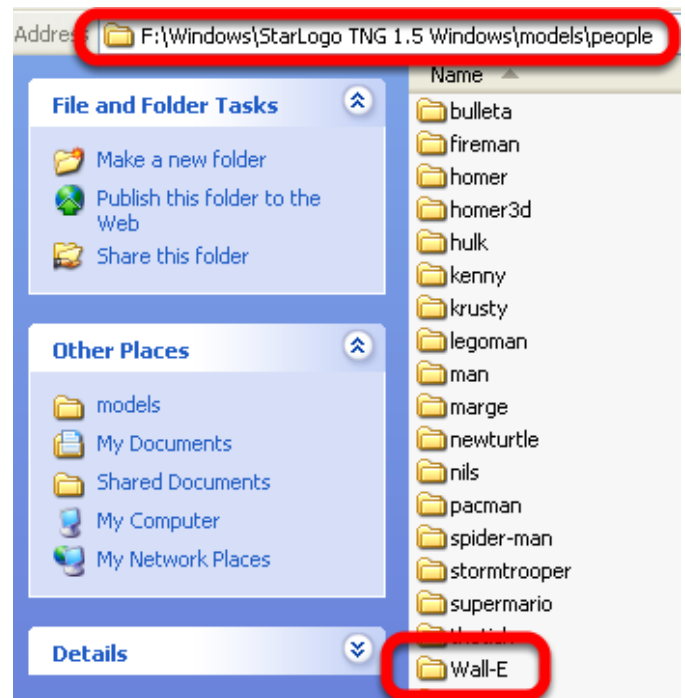 Address F:\Windows\StarLogo TNG 1.5 Windows\models\people
Name
File and Folder Tasks
Make a new folder
Publish this folder to the
Web
Share this folder
Other Places
models
My Documents
Shared Documents
My Computer
My Network Places
Details
bulleta
fireman
homer
homer3d
hulk
kenny
krusty
legoman
man
marge
newturtle
nils
pacman
spider-man
stormtrooper
supermario
Wall-E